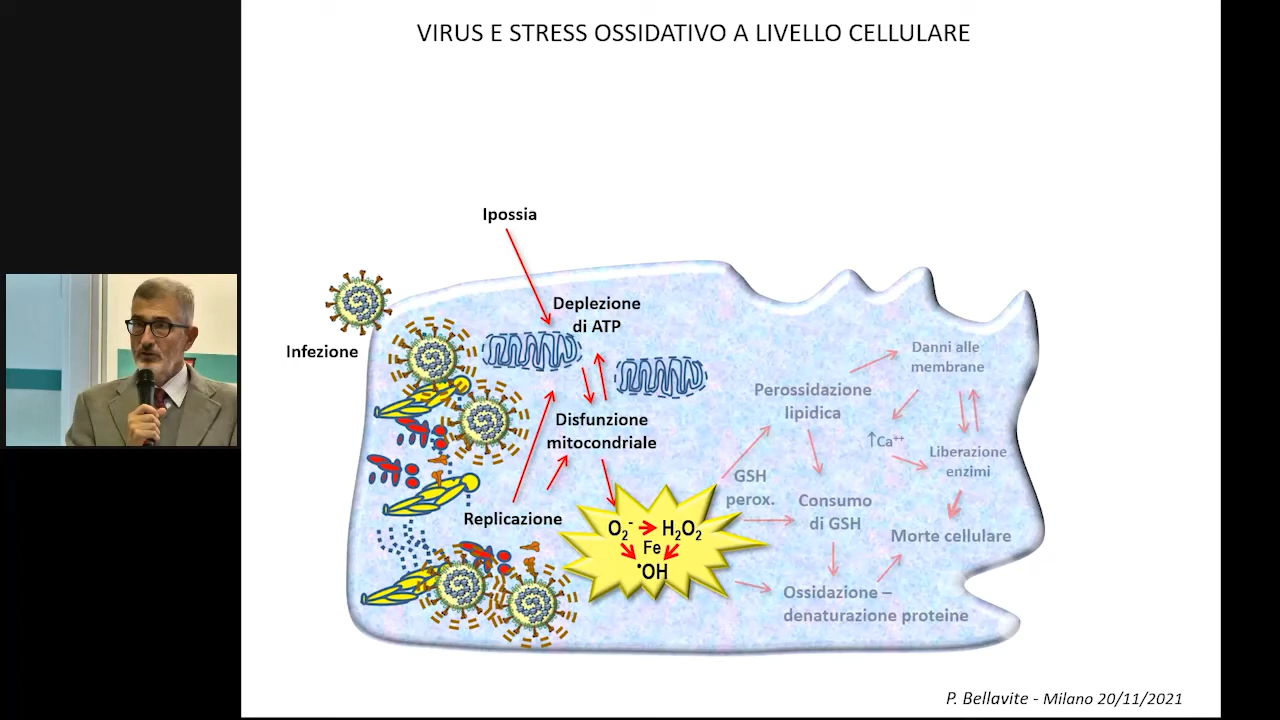 VIRUS E STRESS OSSIDATIVO A LIVELLO CELLULARE
Ipossia
Infezione
Deplezione
di ATP
Disfunzione
mitocondriale
Replicazione
O₂⁻ H₂O₂
Fe
•OH
GSH
perox.
Perossidazione
lipidica
Consumo
di GSH
Ossidazione –
denaturazione proteine
Danni alle
membrane
↑Ca⁺⁺
Liberazione
enzimi
Morte cellulare
P. Bellavite - Milano 20/11/2021